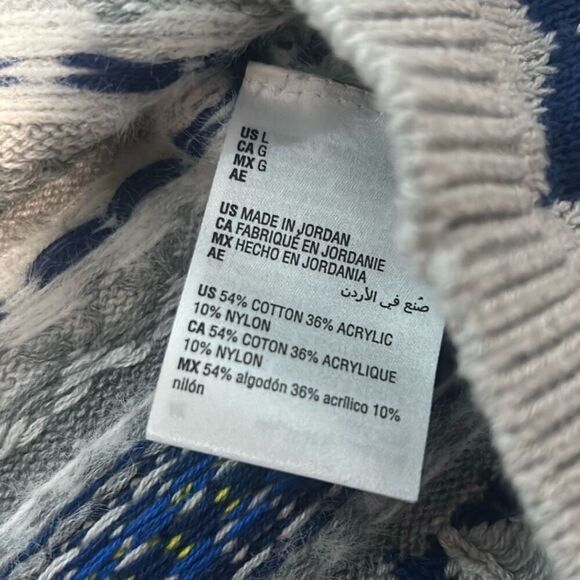 US L
CA G
MX G
AE
US MADE IN JORDAN
CA FABRIQUÉ EN JORDANIE
MX HECHO EN JORDANIA
AE
صُنع في الأردن
US 54% COTTON 36% ACRYLIC
10% NYLON
CA 54% COTON 36% ACRYLIQUE
10% NYLON
MX 54% algodón 36% acrílico 10%
nilón